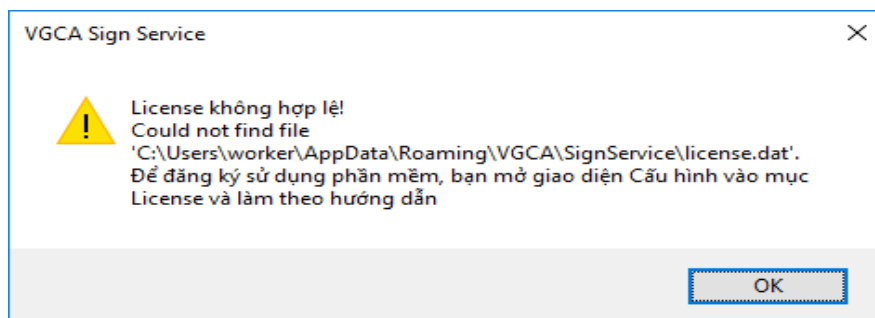 VGCA Sign Service
License không hợp lệ!
Could not find file
'C:\Users\worker\AppData\Roaming\VGCA\SignService\license.dat'.
Để đăng ký sử dụng phần mềm, bạn mở giao diện Cấu hình vào mục
License và làm theo hướng dẫn
OK